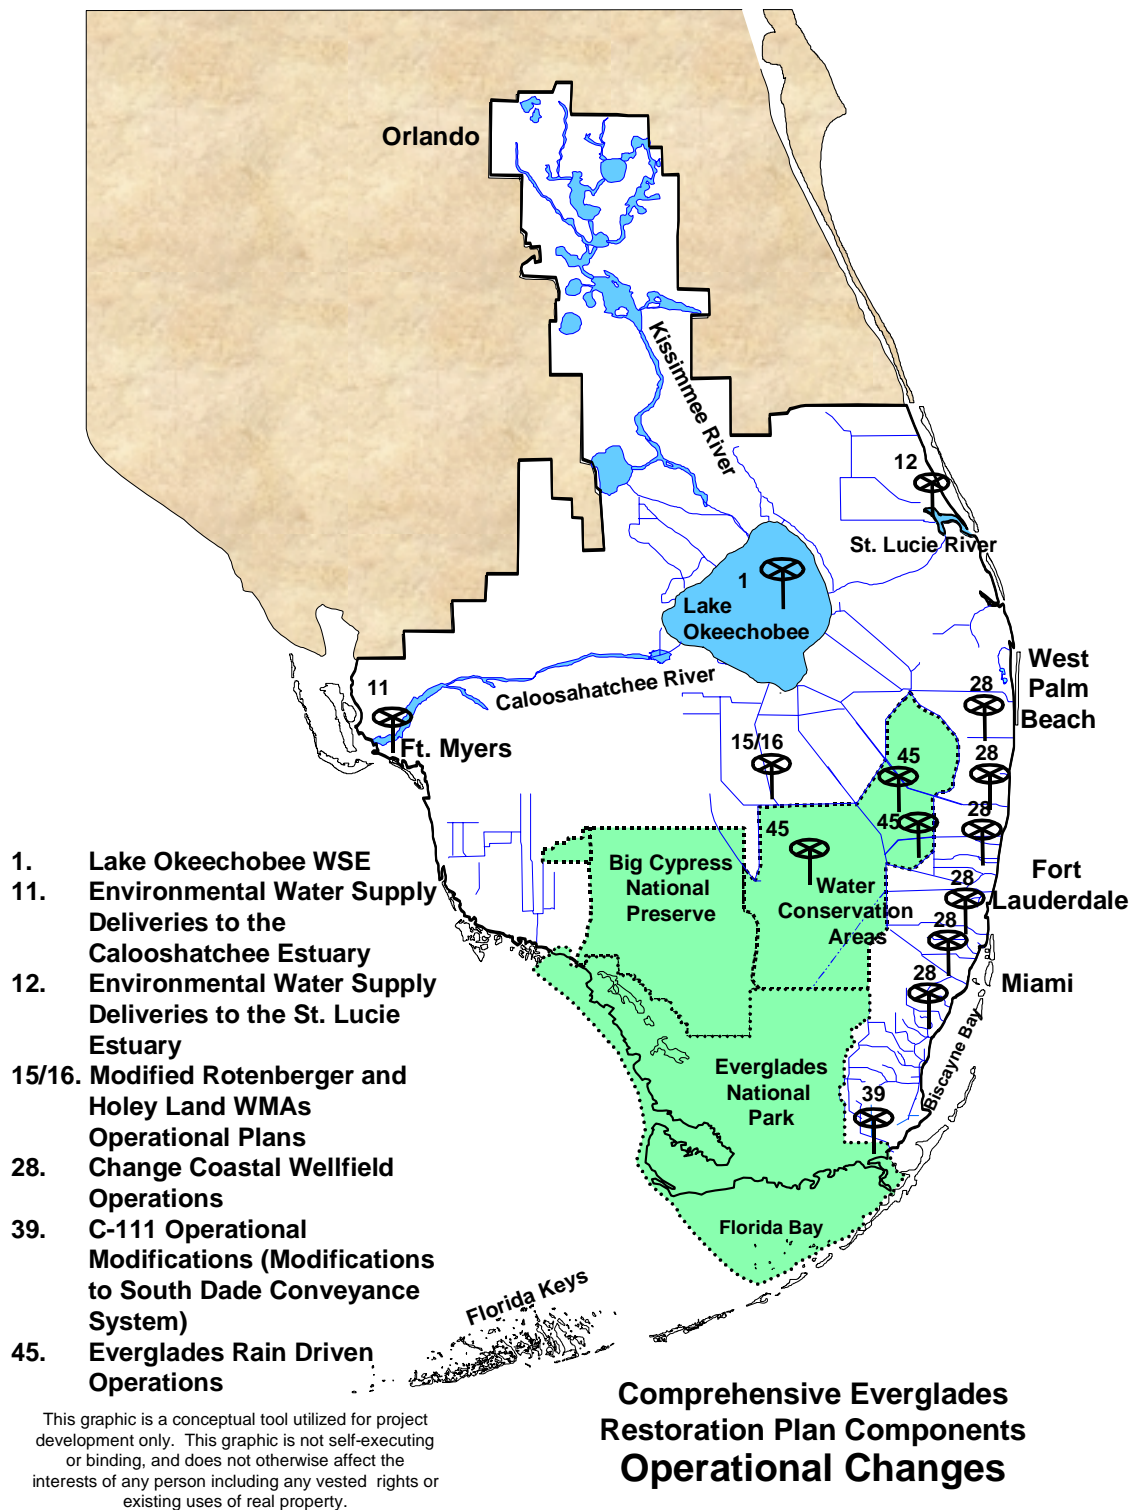 Orlando
Kissimmee River
12
St. Lucie River
1
Lake
Okeechobee
Caloosahatchee River
11
Ft. Myers
West
Palm
Beach
28
15/16
45
28
45
28
45
Big Cypress
National
Preserve
Water
Conservation
Areas
28
Fort
Lauderdale
28
28
Miami
Biscayne Bay
Everglades
National
Park
39
Florida Bay
Florida Keys
1. Lake Okeechobee WSE
11. Environmental Water Supply
Deliveries to the
Calooshatchee Estuary
12. Environmental Water Supply
Deliveries to the St. Lucie
Estuary
15/16. Modified Rotenberger and
Holey Land WMAs
Operational Plans
28. Change Coastal Wellfield
Operations
39. C-111 Operational
Modifications (Modifications
to South Dade Conveyance
System)
45. Everglades Rain Driven
Operations
This graphic is a conceptual tool utilized for project
development only. This graphic is not self-executing
or binding, and does not otherwise affect the
interests of any person including any vested rights or
existing uses of real property.
Comprehensive Everglades
Restoration Plan Components
Operational Changes